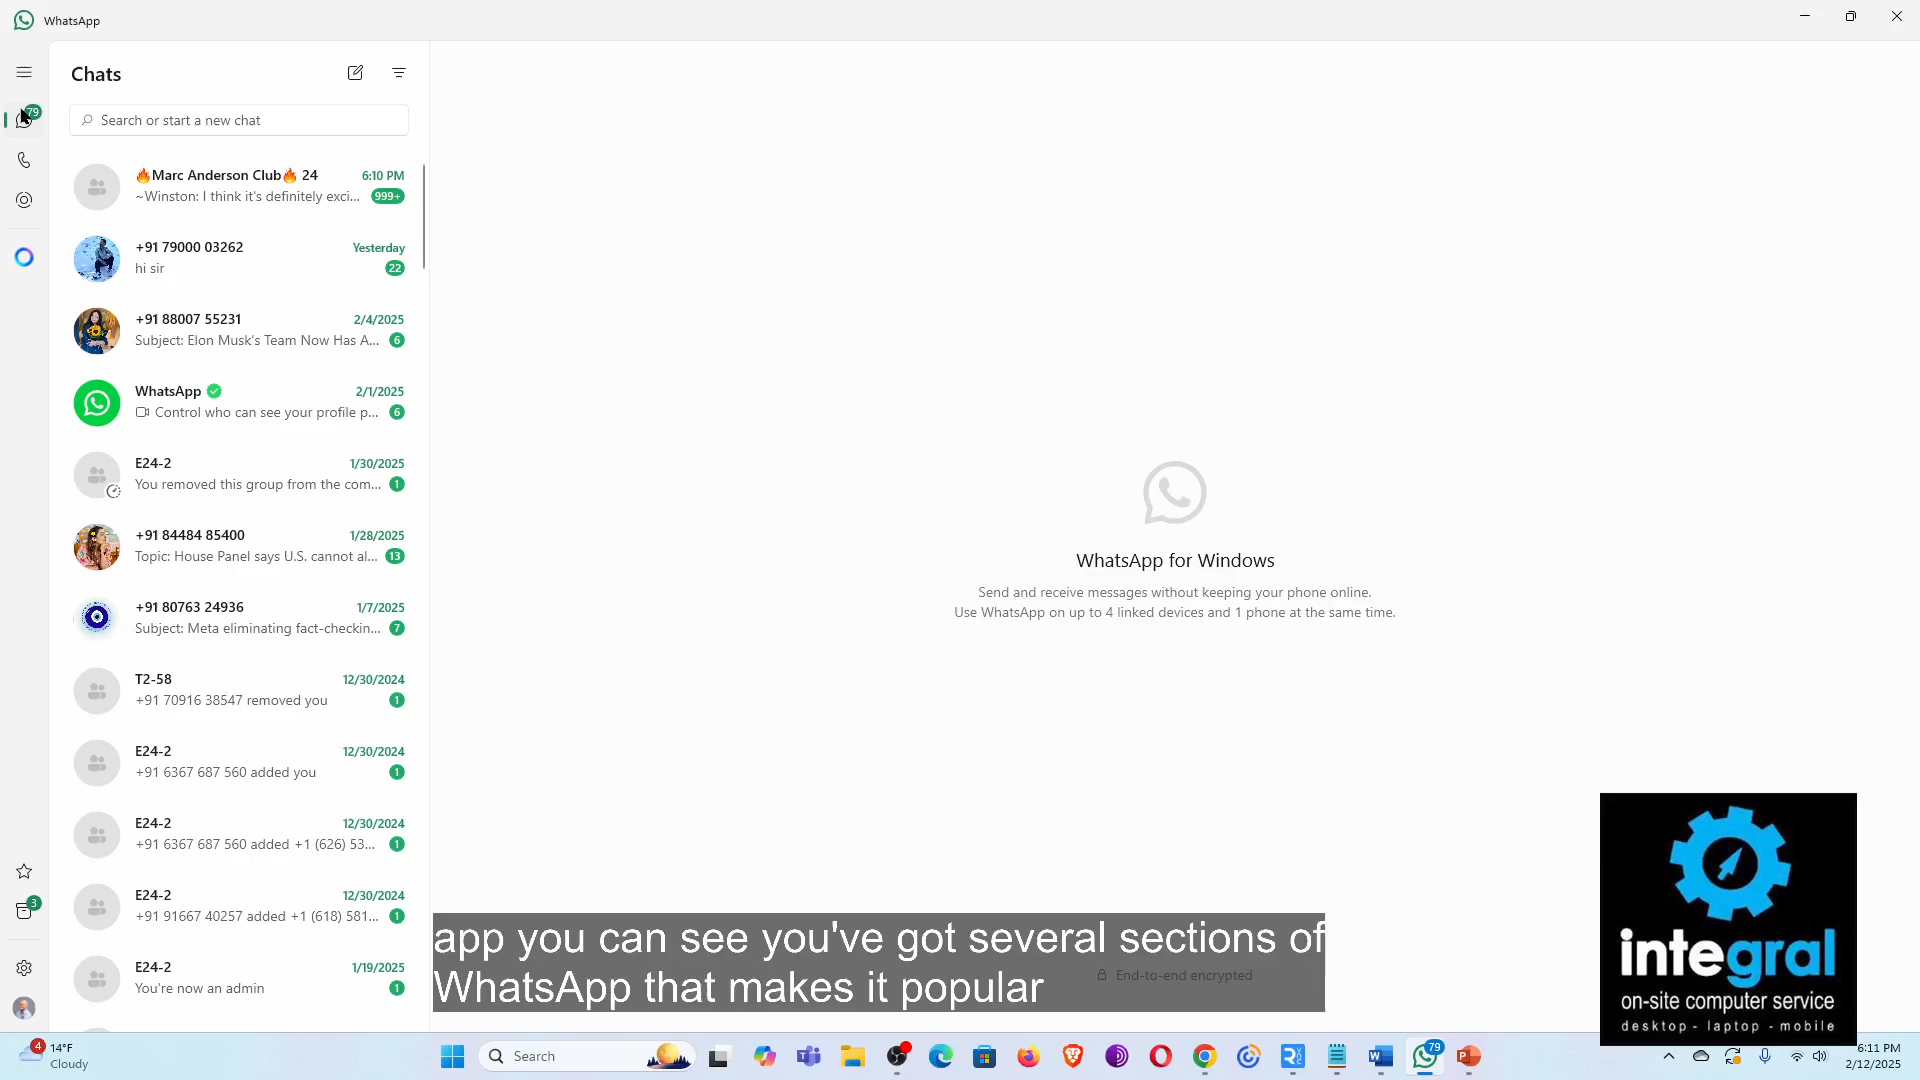 WhatsApp
Chats
79
Search or start a new chat
🔥Marc Anderson Club🔥 24 6:10 PM
~Winston: I think it's definitely exci... 999+
+91 79000 03262 Yesterday
hi sir 22
+91 88007 55231 2/4/2025
Subject: Elon Musk's Team Now Has A... 6
WhatsApp 2/1/2025
Control who can see your profile p... 6
E24-2 1/30/2025
You removed this group from the com... 1
+91 84484 85400 1/28/2025
Topic: House Panel says U.S. cannot al... 13
+91 80763 24936 1/7/2025
Subject: Meta eliminating fact-checkin... 7
T2-58 12/30/2024
+91 70916 38547 removed you 1
E24-2 12/30/2024
+91 6367 687 560 added you 1
E24-2 12/30/2024
+91 6367 687 560 added +1 (626) 53... 1
E24-2 12/30/2024
+91 91667 40257 added +1 (618) 581... 1
E24-2 1/19/2025
You're now an admin 1
3
WhatsApp for Windows
Send and receive messages without keeping your phone online.
Use WhatsApp on up to 4 linked devices and 1 phone at the same time.
app you can see you've got several sections of
WhatsApp that makes it popular
End-to-end encrypted
integral
on-site computer service
desktop - laptop - mobile
4
14°F
Cloudy
Search
79
6:11 PM
2/12/2025